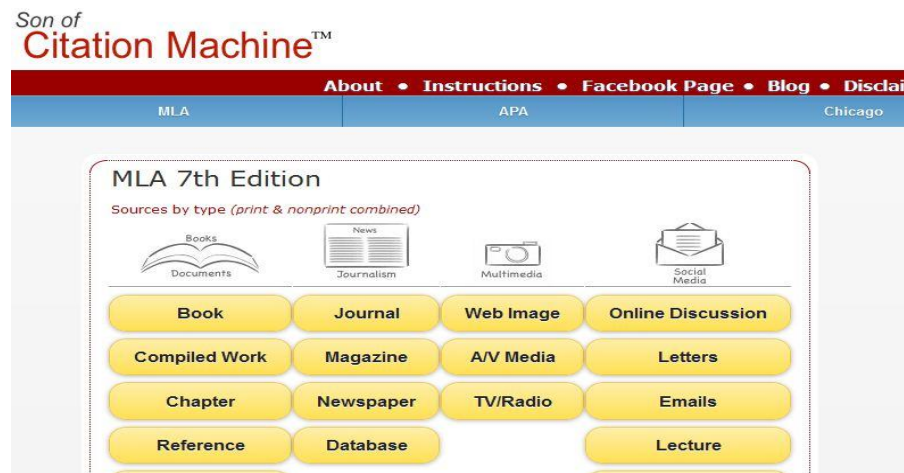 Son of
Citation Machine™
About • Instructions • Facebook Page • Blog • Disclai
MLA APA Chicago
MLA 7th Edition
Sources by type (print & nonprint combined)
Books News
Documents Journalism Multimedia Social
Media
Book Journal Web Image Online Discussion
Compiled Work Magazine A/V Media Letters
Chapter Newspaper TV/Radio Emails
Reference Database Lecture